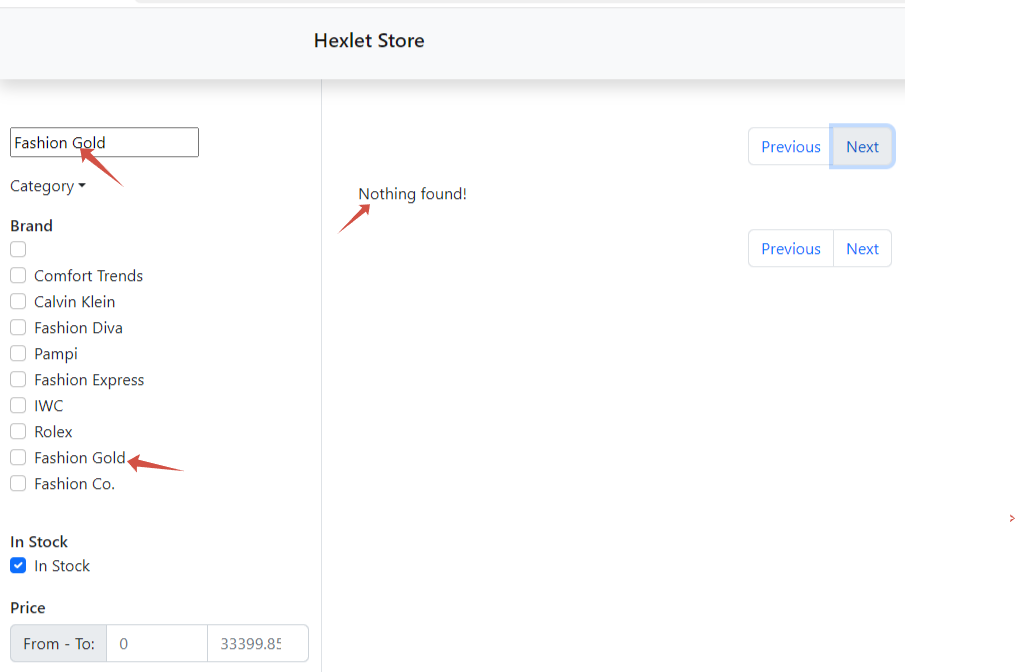 Hexlet Store
Fashion Gold
Category
Brand
Comfort Trends
Calvin Klein
Fashion Diva
Pampi
Fashion Express
IWC
Rolex
Fashion Gold
Fashion Co.
In Stock
In Stock
Price
From - To: 0 33399.85
Previous Next
Nothing found!
Previous Next
>